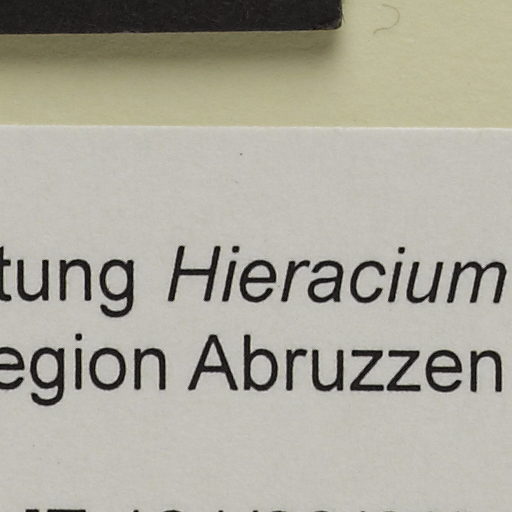 tung Hieracium
egion Abruzzen